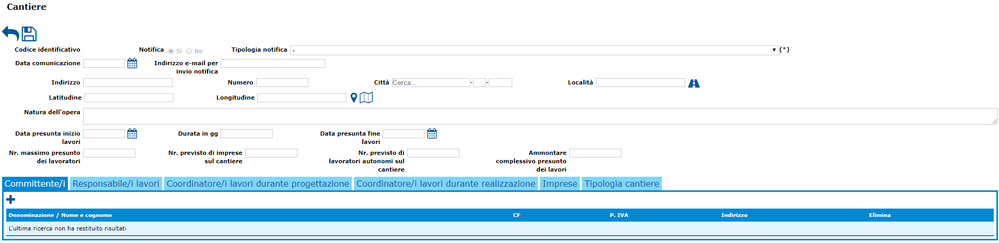 Cantiere
Codice identificativo Notifica Sì No Tipologia notifica - (*)
Data comunicazione Indirizzo e-mail per
invio notifica
Indirizzo Numero Città Cerca... - - Località
Latitudine Longitudine
Natura dell'opera
Data presunta inizio Durata in gg Data presunta fine
lavori lavori
Nr. massimo presunto Nr. previsto di imprese Nr. previsto di Ammontare
dei lavoratori sul cantiere lavoratori autonomi sul complessivo presunto
cantiere dei lavori
Committente/i Responsabile/i lavori Coordinatore/i lavori durante progettazione Coordinatore/i lavori durante realizzazione Imprese Tipologia cantiere
Denominazione / Nome e cognome CF P. IVA Indirizzo Elimina
L'ultima ricerca non ha restituito risultati